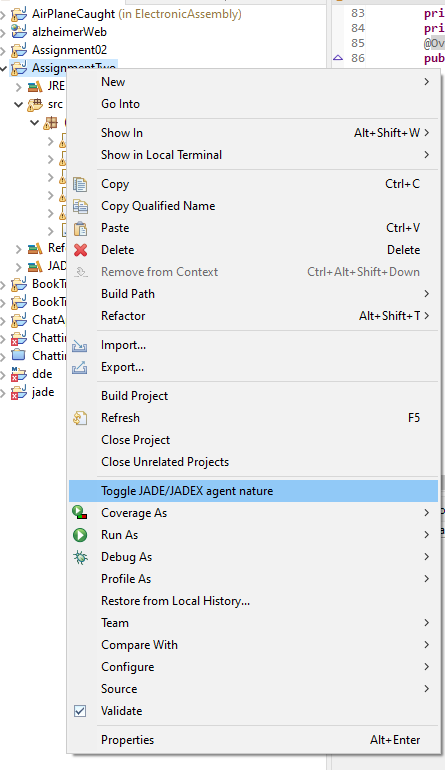 AirPlaneCaught (in ElectronicAssembly)
alzheimerWeb
Assignment02
AssignmentTwo
JRE
src
Ref
JAD
BookTr
BookTr
ChatA
Chattin
Chattin
dde
jade
83 pri
84 pri
85 @Ov
86 pub
New
Go Into
Show In Alt+Shift+W
Show in Local Terminal
Copy Ctrl+C
Copy Qualified Name
Paste Ctrl+V
Delete Delete
Remove from Context Ctrl+Alt+Shift+Down
Build Path
Refactor Alt+Shift+T
Import...
Export...
Build Project
Refresh F5
Close Project
Close Unrelated Projects
Toggle JADE/JADEX agent nature
Coverage As
Run As
Debug As
Profile As
Restore from Local History...
Team
Compare With
Configure
Source
Validate
Properties Alt+Enter